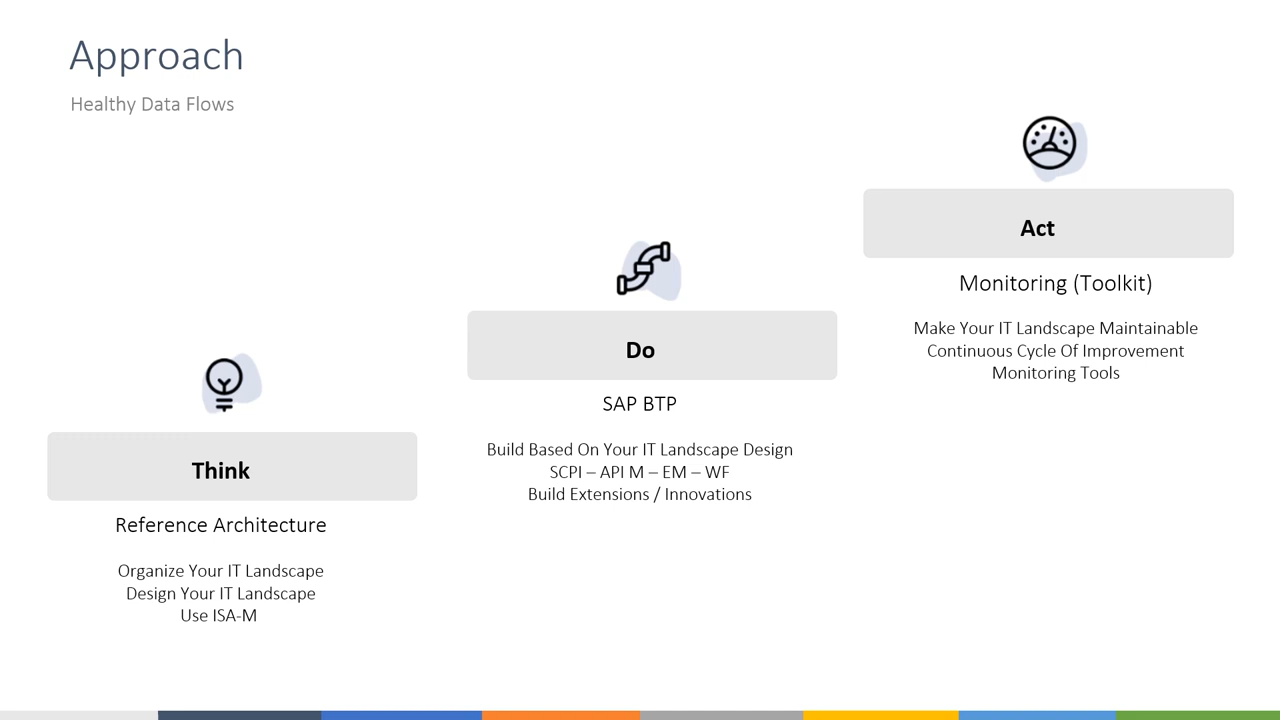 Approach
Healthy Data Flows
Think
Reference Architecture
Organize Your IT Landscape
Design Your IT Landscape
Use ISA-M
Do
SAP BTP
Build Based On Your IT Landscape Design
SCPI – API M – EM – WF
Build Extensions / Innovations
Act
Monitoring (Toolkit)
Make Your IT Landscape Maintainable
Continuous Cycle Of Improvement
Monitoring Tools